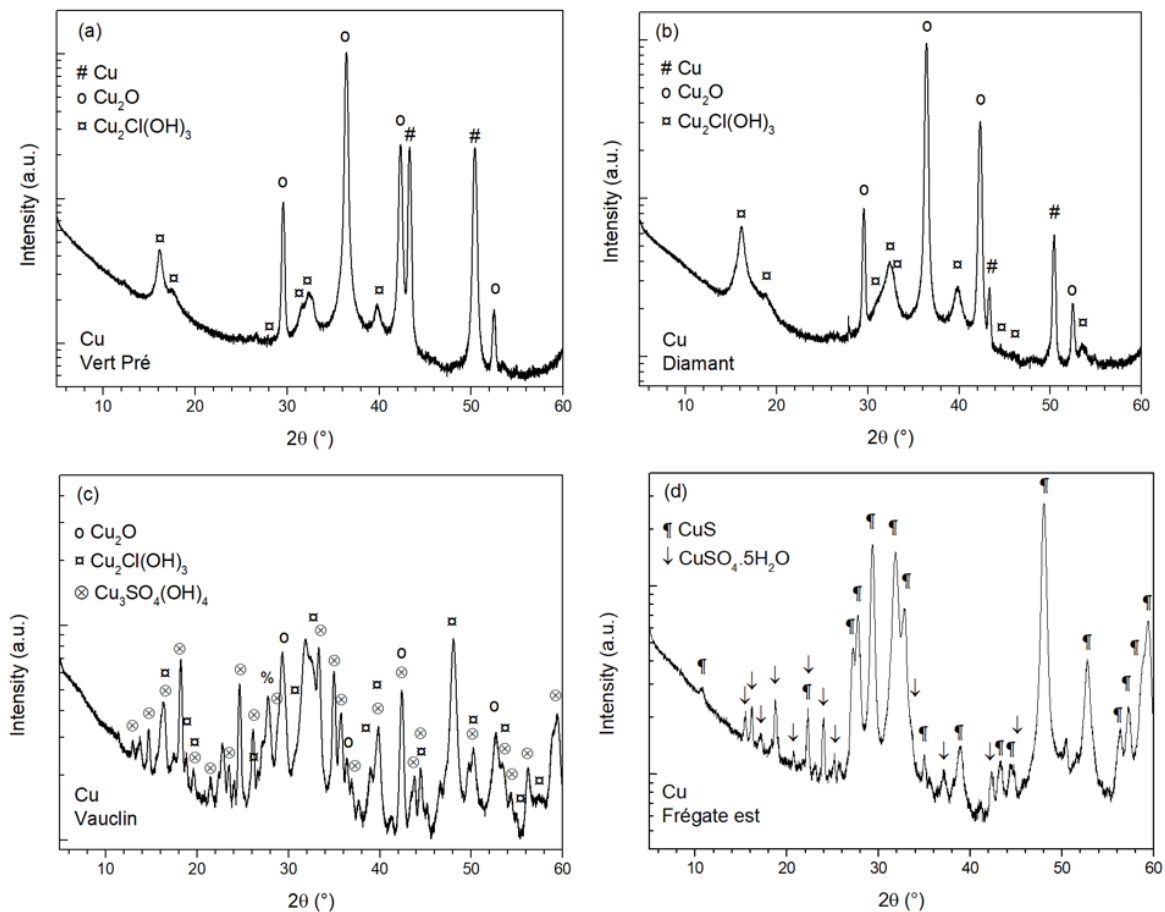 (a)
# Cu
o Cu₂O
¤ Cu₂Cl(OH)₃
o
o
o
#
#
o
¤
¤
¤
¤
¤
¤
Cu
Vert Pré
Intensity (a.u.)
10 20 30 40 50 60
2θ (°)
(b)
# Cu
o Cu₂O
¤ Cu₂Cl(OH)₃
o
o
o
#
#
o
¤
¤
¤
¤
¤
¤
¤
¤
¤
Cu
Diamant
Intensity (a.u.)
10 20 30 40 50 60
2θ (°)
(c)
o Cu₂O
¤ Cu₂Cl(OH)₃
⊗ Cu₃SO₄(OH)₄
%
Cu
Vauclin
Intensity (a.u.)
10 20 30 40 50 60
2θ (°)
(d)
¶ CuS
↓ CuSO₄.5H₂O
Cu
Frégate est
Intensity (a.u.)
10 20 30 40 50 60
2θ (°)